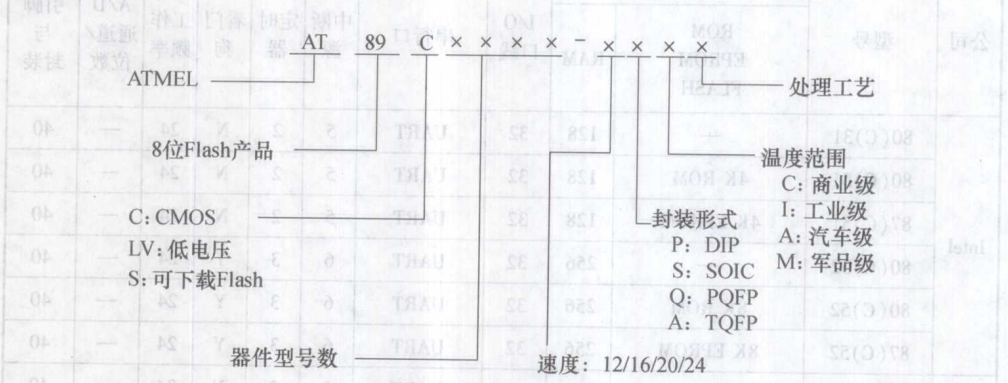 AT 89 C × × × × － × × × ×
ATMEL
处理工艺
8位Flash产品
温度范围
C: 商业级
I: 工业级
A: 汽车级
M: 军品级
C: CMOS
LV: 低电压
S: 可下载Flash
封装形式
P: DIP
S: SOIC
Q: PQFP
A: TQFP
器件型号数
速度: 12/16/20/24